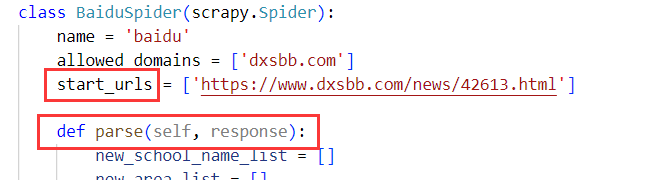 class BaiduSpider(scrapy.Spider):
name = 'baidu'
allowed_domains = ['dxsbb.com']
start_urls = ['https://www.dxsbb.com/news/42613.html']
def parse(self, response):
new_school_name_list = []
new_area_list = []